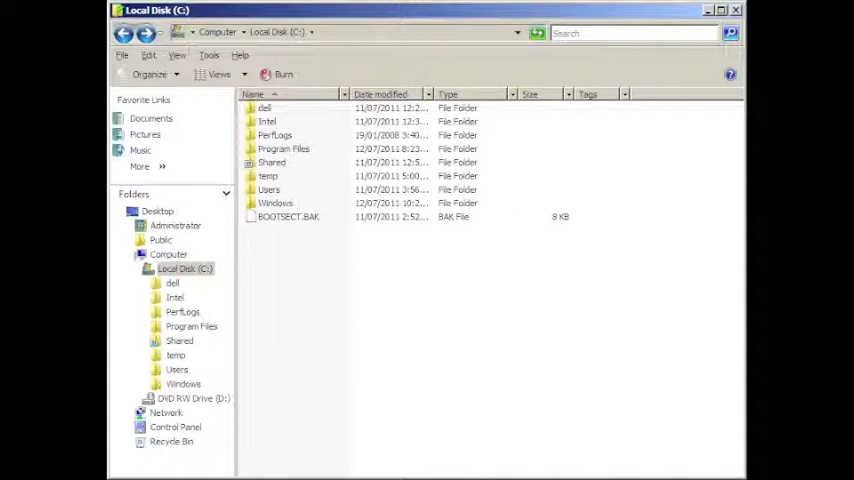 Local Disk (C:)
Computer Local Disk (C:) Search
File Edit View Tools Help
Organize Views Burn
Name Date modified Type Size Tags
Favorite Links
Documents
Pictures
Music
More »
Folders
Desktop
Administrator
Public
Computer
Local Disk (C:)
dell
Intel
PerfLogs
Program Files
Shared
temp
Users
Windows
DVD RW Drive (D:)
Network
Control Panel
Recycle Bin
dell 11/07/2011 12:2... File Folder
Intel 11/07/2011 12:3... File Folder
PerfLogs 19/01/2008 3:40... File Folder
Program Files 12/07/2011 8:23... File Folder
Shared 11/07/2011 12:5... File Folder
temp 11/07/2011 5:00... File Folder
Users 11/07/2011 3:56... File Folder
Windows 12/07/2011 10:2... File Folder
BOOTSECT.BAK 11/07/2011 2:52... BAK File 8 KB